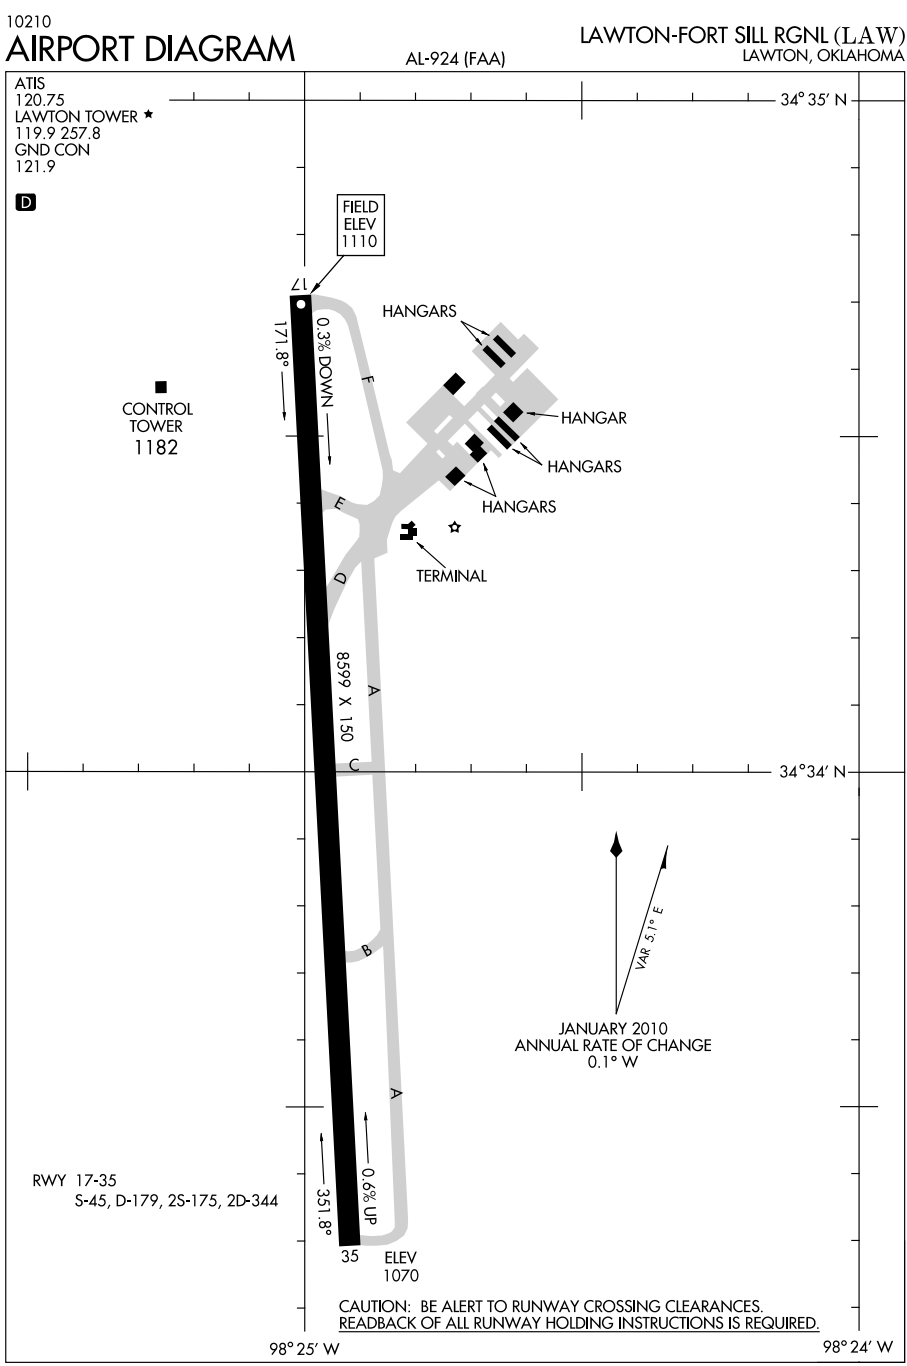 10210
AIRPORT DIAGRAM
AL-924 (FAA)
LAWTON-FORT SILL RGNL (LAW)
LAWTON, OKLAHOMA
ATIS
120.75
LAWTON TOWER ★
119.9 257.8
GND CON
121.9
D
34°35' N
FIELD
ELEV
1110
17
171.8°
0.3% DOWN
HANGARS
F
CONTROL
TOWER
1182
HANGAR
HANGARS
HANGARS
E
TERMINAL
D
8599 X 150
A
C
34°34' N
B
VAR 5.1° E
JANUARY 2010
ANNUAL RATE OF CHANGE
0.1° W
A
RWY 17-35
S-45, D-179, 2S-175, 2D-344
351.8°
0.6% UP
35
ELEV
1070
CAUTION: BE ALERT TO RUNWAY CROSSING CLEARANCES.
READBACK OF ALL RUNWAY HOLDING INSTRUCTIONS IS REQUIRED.
98°25' W
98°24' W